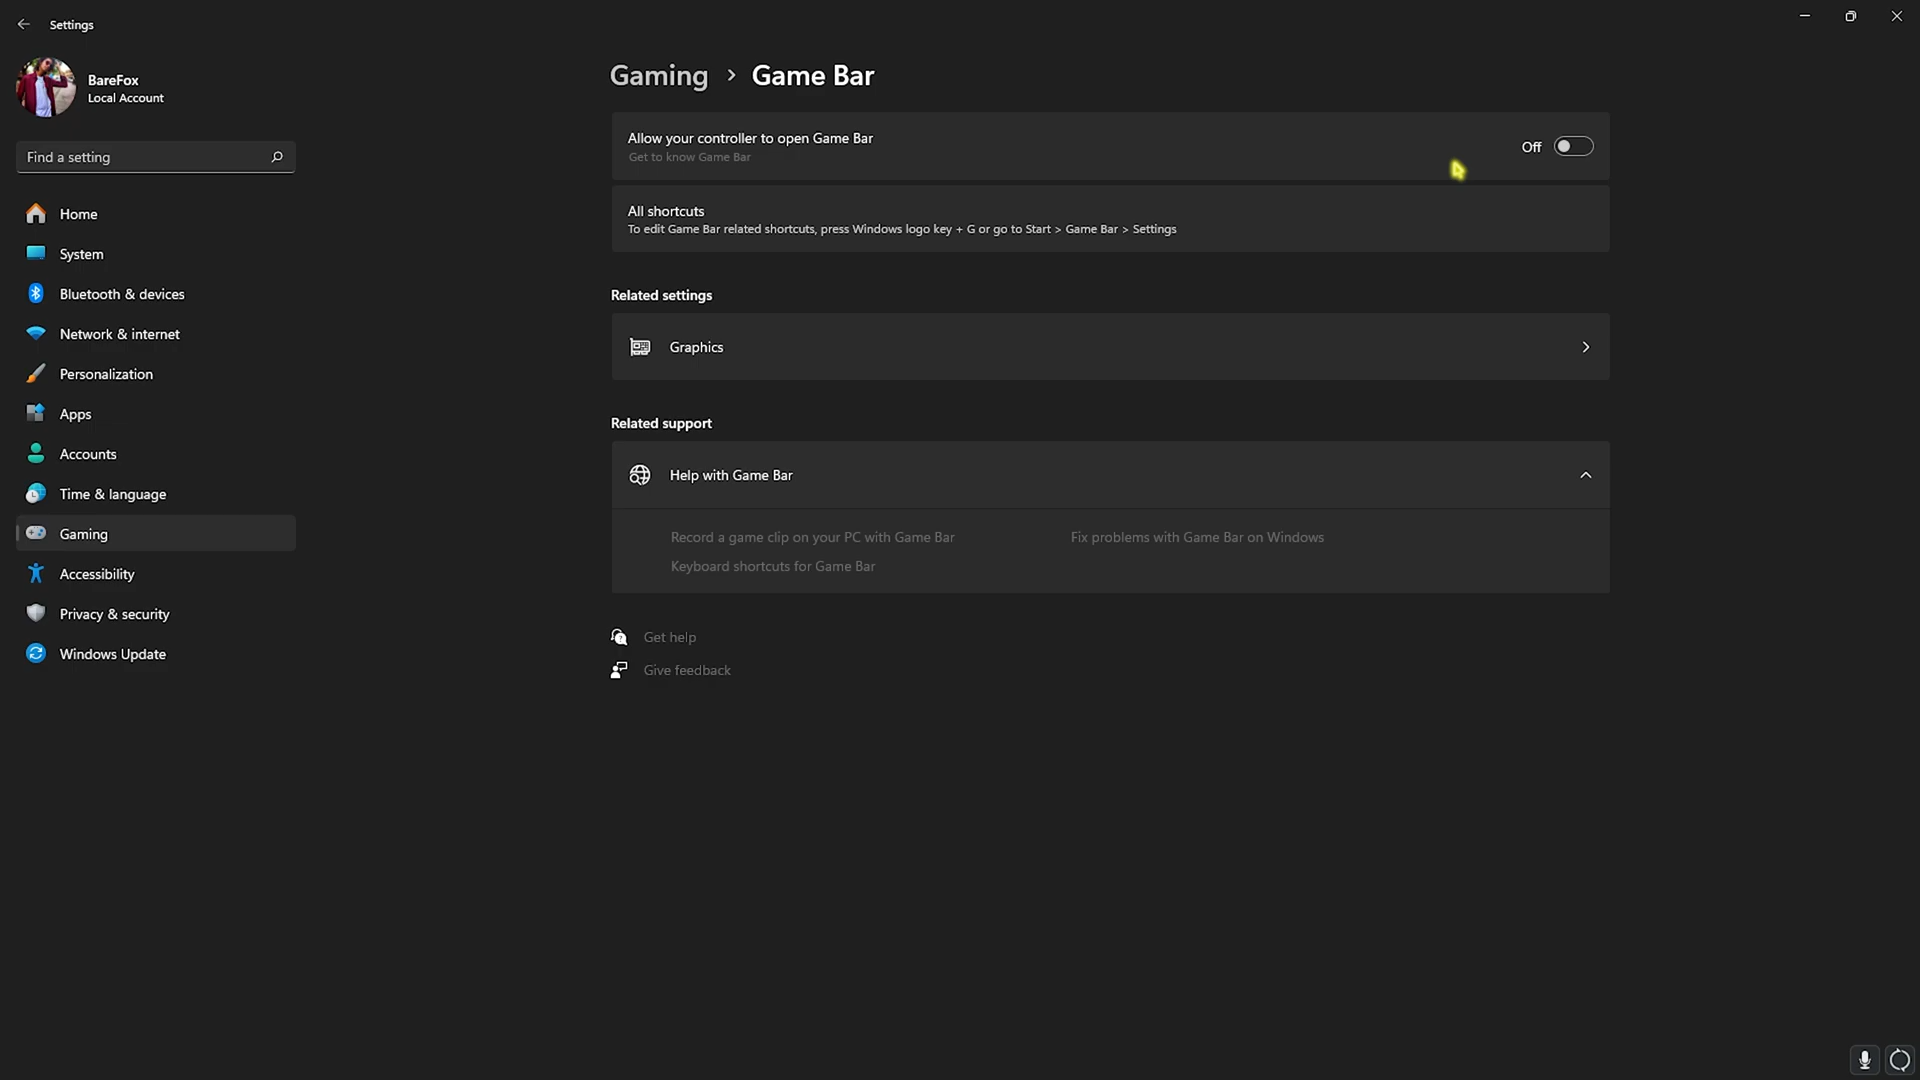 Settings
BareFox
Local Account
Find a setting
Home
System
Bluetooth & devices
Network & internet
Personalization
Apps
Accounts
Time & language
Gaming
Accessibility
Privacy & security
Windows Update
Gaming > Game Bar
Allow your controller to open Game Bar
Get to know Game Bar
Off
All shortcuts
To edit Game Bar related shortcuts, press Windows logo key + G or go to Start > Game Bar > Settings
Related settings
Graphics
Related support
Help with Game Bar
Record a game clip on your PC with Game Bar
Fix problems with Game Bar on Windows
Keyboard shortcuts for Game Bar
Get help
Give feedback